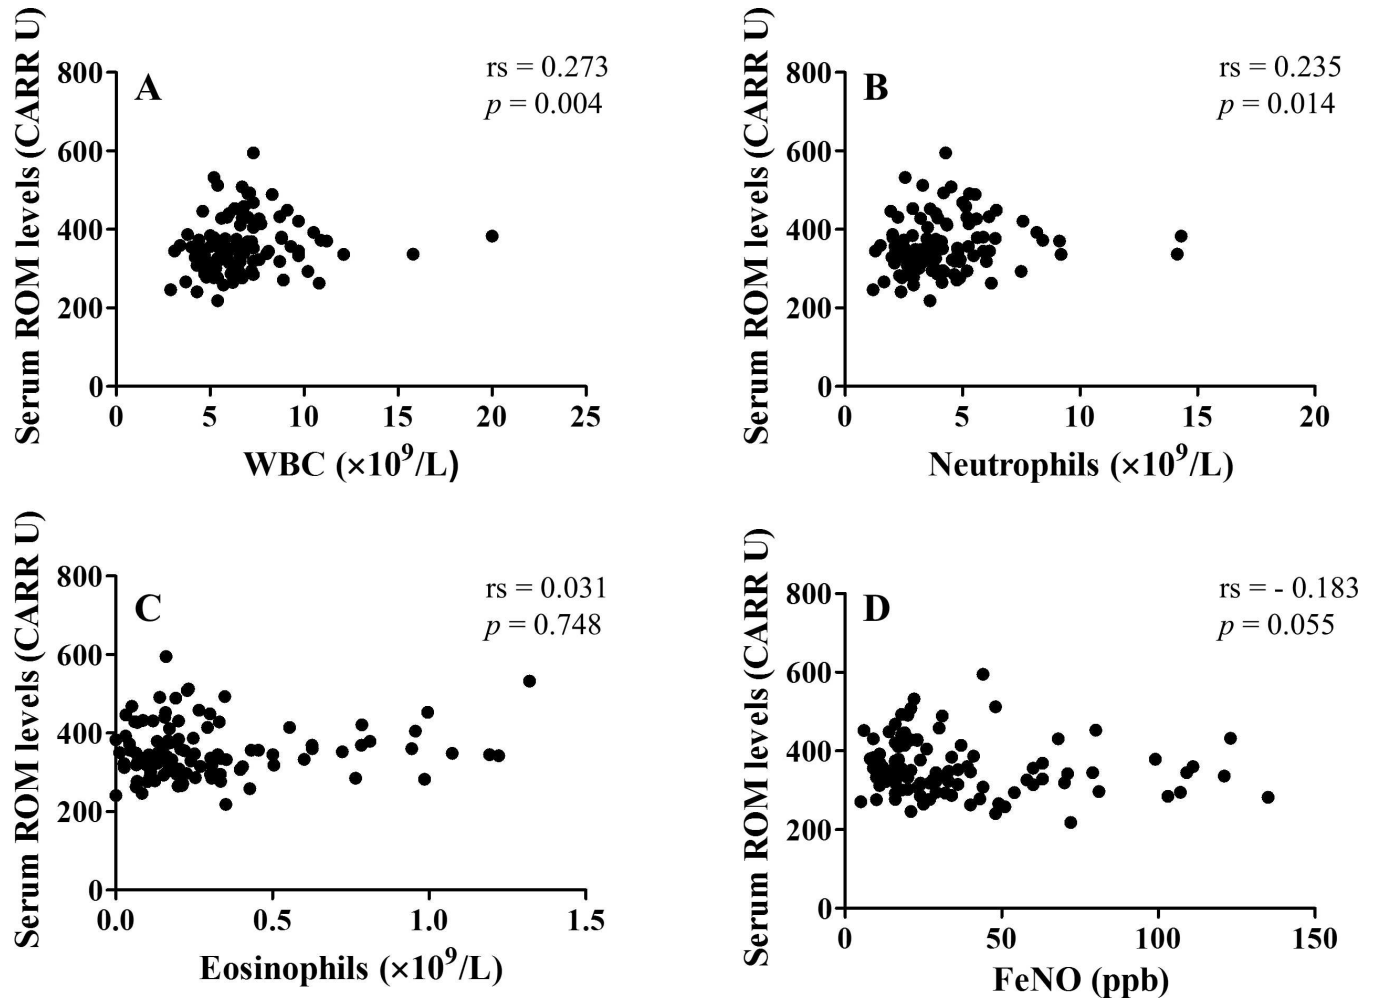 Serum ROM levels (CARR U)
A
rs = 0.273
p = 0.004
800
600
400
200
0
0 5 10 15 20 25
WBC (×10⁹/L)
Serum ROM levels (CARR U)
B
rs = 0.235
p = 0.014
800
600
400
200
0
0 5 10 15 20
Neutrophils (×10⁹/L)
Serum ROM levels (CARR U)
C
rs = 0.031
p = 0.748
800
600
400
200
0
0.0 0.5 1.0 1.5
Eosinophils (×10⁹/L)
Serum ROM levels (CARR U)
D
rs = - 0.183
p = 0.055
800
600
400
200
0
0 50 100 150
FeNO (ppb)